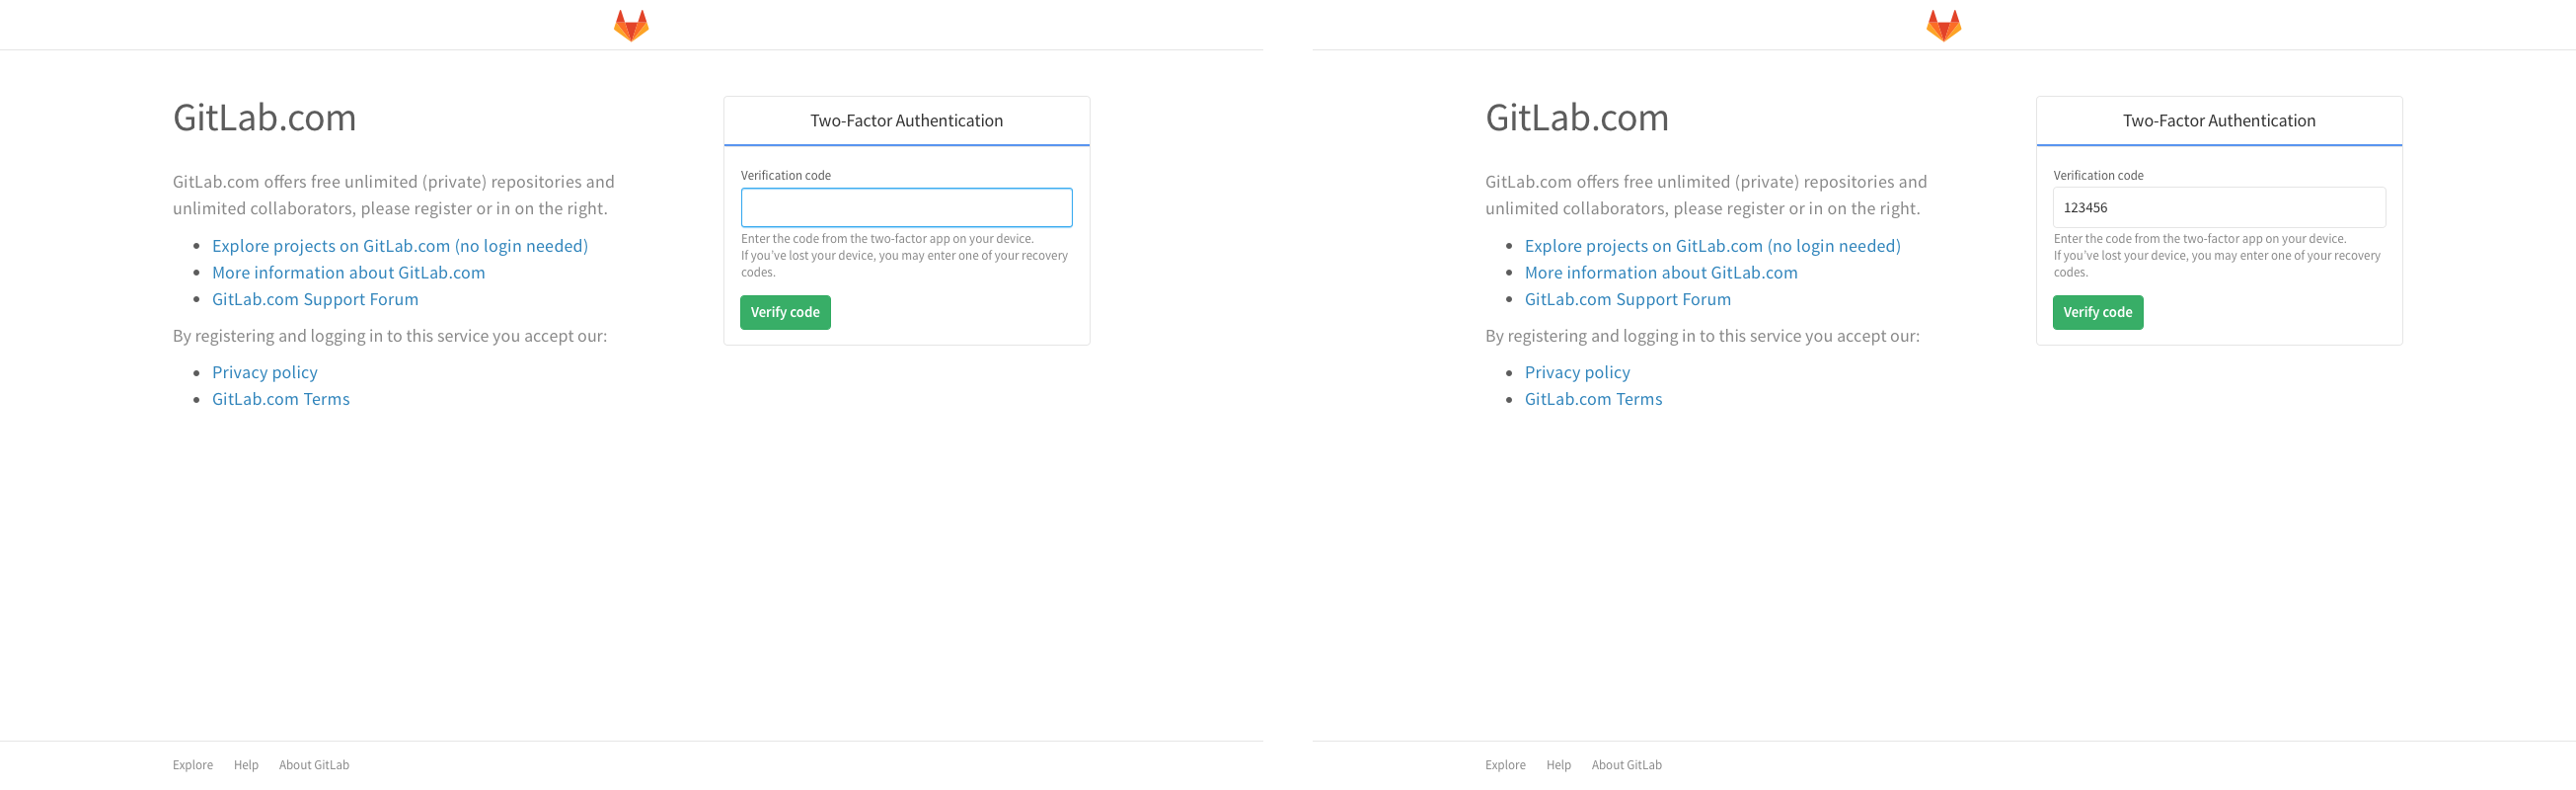 GitLab.com
GitLab.com offers free unlimited (private) repositories and
unlimited collaborators, please register or in on the right.
Explore projects on GitLab.com (no login needed)
More information about GitLab.com
GitLab.com Support Forum
By registering and logging in to this service you accept our:
Privacy policy
GitLab.com Terms
Two-Factor Authentication
Verification code
Enter the code from the two-factor app on your device.
If you've lost your device, you may enter one of your recovery
codes.
Verify code
Explore Help About GitLab
GitLab.com
GitLab.com offers free unlimited (private) repositories and
unlimited collaborators, please register or in on the right.
Explore projects on GitLab.com (no login needed)
More information about GitLab.com
GitLab.com Support Forum
By registering and logging in to this service you accept our:
Privacy policy
GitLab.com Terms
Two-Factor Authentication
Verification code
123456
Enter the code from the two-factor app on your device.
If you've lost your device, you may enter one of your recovery
codes.
Verify code
Explore Help About GitLab